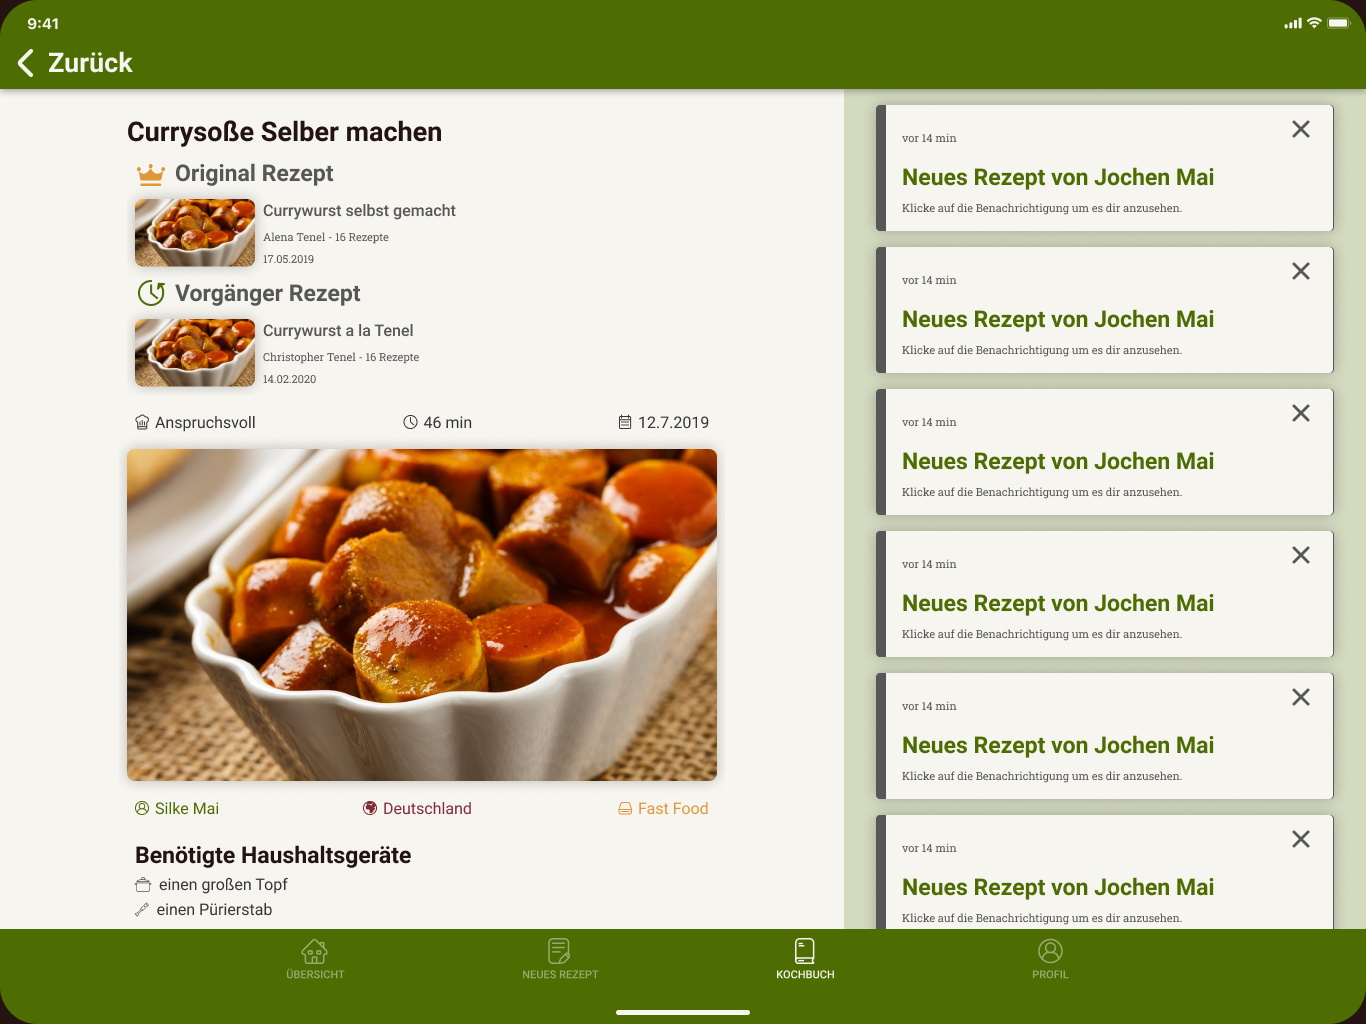 9:41
Zurück
Currysoße Selber machen
Original Rezept
Currywurst selbst gemacht
Alena Tenel - 16 Rezepte
17.05.2019
Vorgänger Rezept
Currywurst a la Tenel
Christopher Tenel - 16 Rezepte
14.02.2020
Anspruchsvoll 46 min 12.7.2019
Silke Mai Deutschland Fast Food
Benötigte Haushaltsgeräte
einen großen Topf
einen Pürierstab
vor 14 min
Neues Rezept von Jochen Mai
Klicke auf die Benachrichtigung um es dir anzusehen.
vor 14 min
Neues Rezept von Jochen Mai
Klicke auf die Benachrichtigung um es dir anzusehen.
vor 14 min
Neues Rezept von Jochen Mai
Klicke auf die Benachrichtigung um es dir anzusehen.
vor 14 min
Neues Rezept von Jochen Mai
Klicke auf die Benachrichtigung um es dir anzusehen.
vor 14 min
Neues Rezept von Jochen Mai
Klicke auf die Benachrichtigung um es dir anzusehen.
vor 14 min
Neues Rezept von Jochen Mai
Klicke auf die Benachrichtigung um es dir anzusehen.
ÜBERSICHT NEUES REZEPT KOCHBUCH PROFIL